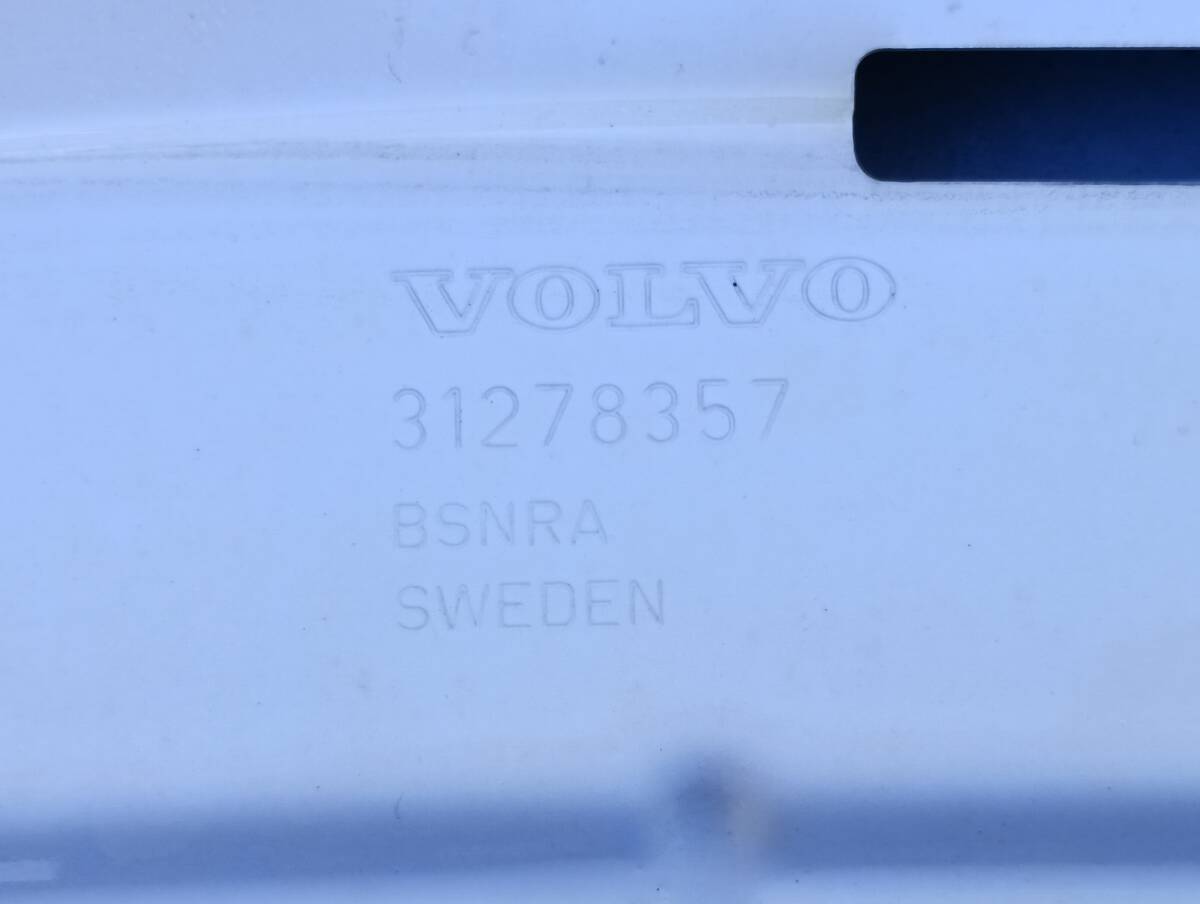 VOLVO
31278357
BSNRA
SWEDEN